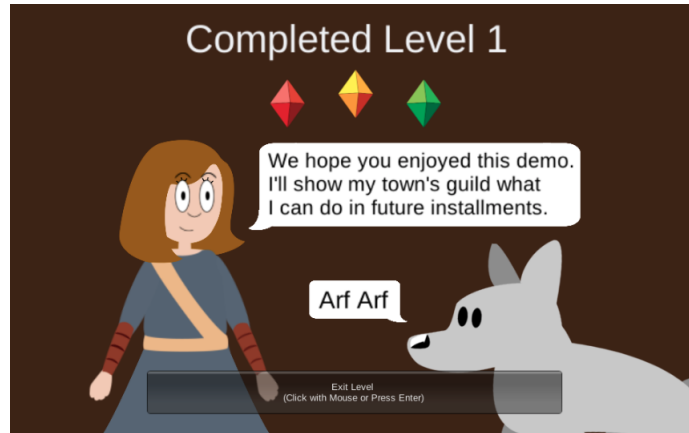 Completed Level 1
We hope you enjoyed this demo.
I'll show my town's guild what
I can do in future installments.
Arf Arf
Exit Level
(Click with Mouse or Press Enter)